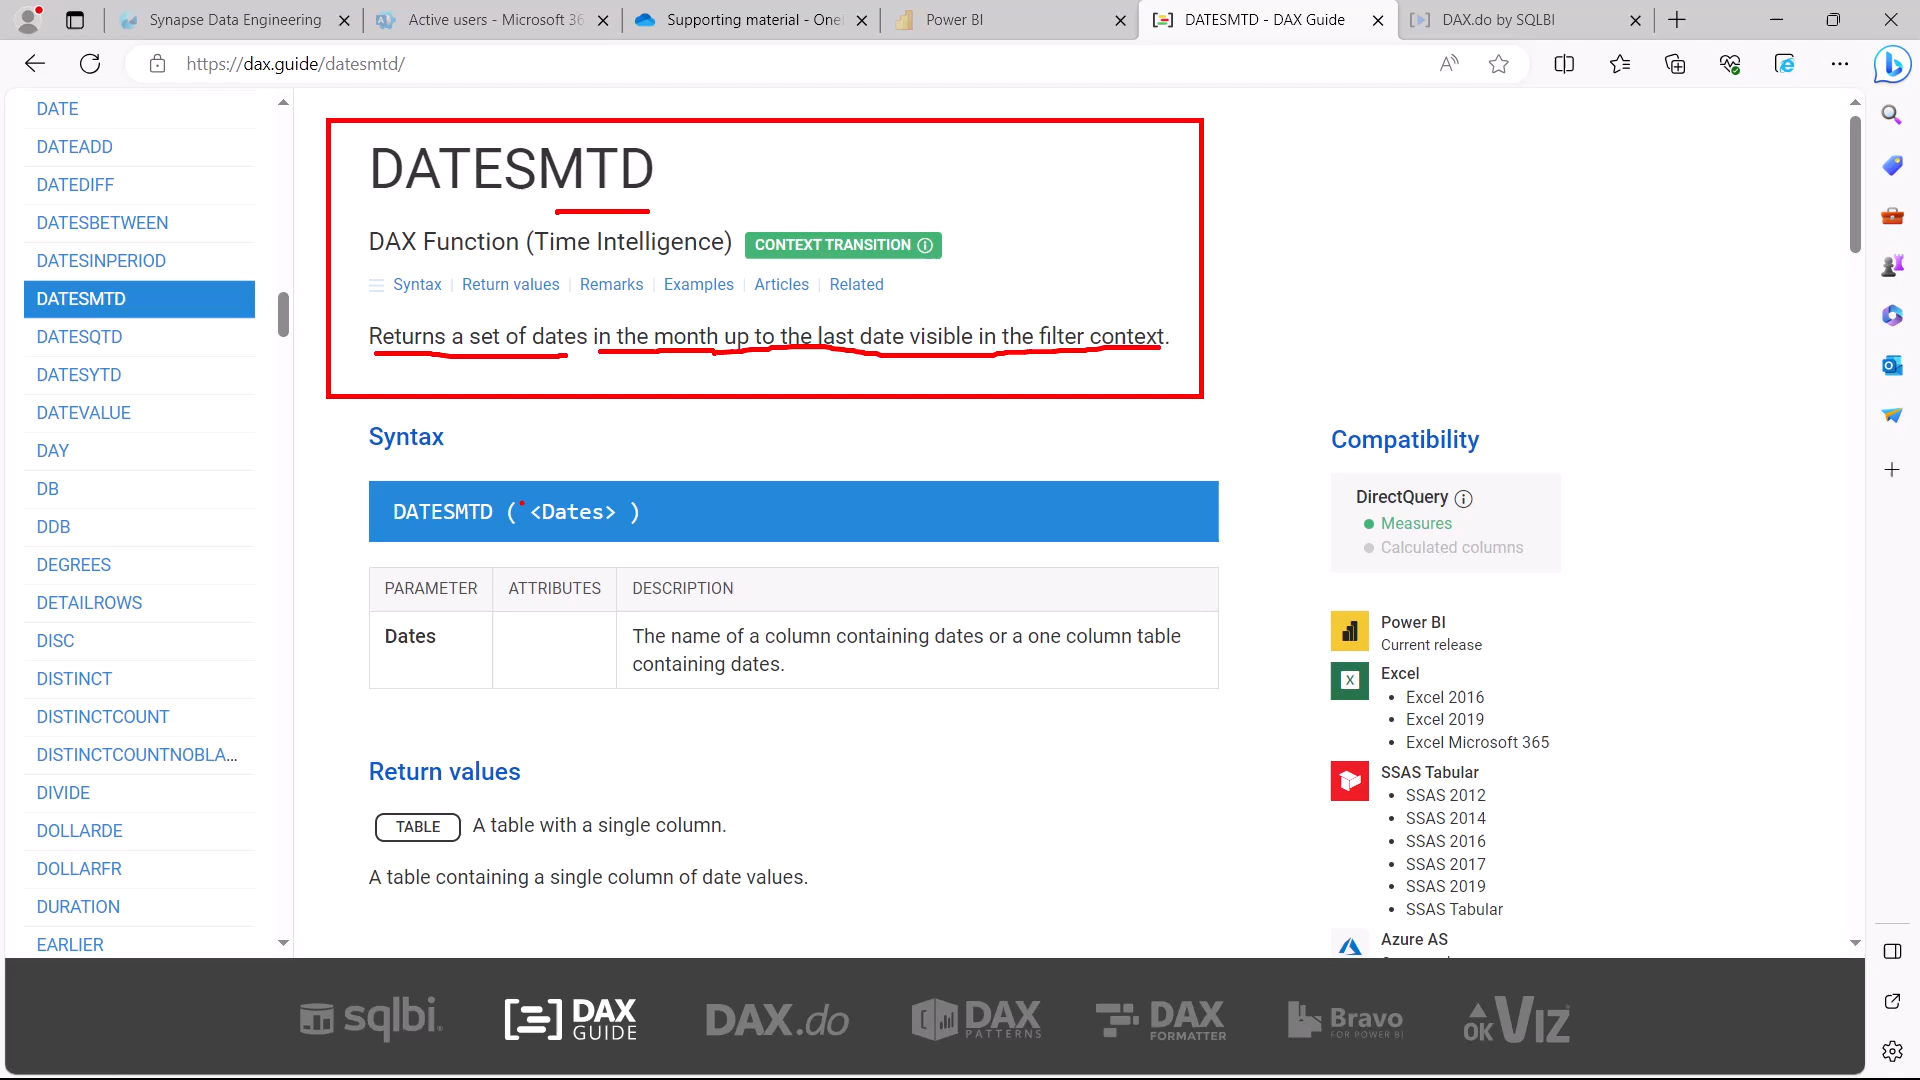 Synapse Data Engineering
Active users - Microsoft 36
Supporting material - One
Power BI
DATESMTD - DAX Guide
DAX.do by SQLBI
https://dax.guide/datesmtd/
DATE
DATEADD
DATEDIFF
DATESBETWEEN
DATESINPERIOD
DATESMTD
DATESQTD
DATESYTD
DATEVALUE
DAY
DB
DDB
DEGREES
DETAILROWS
DISC
DISTINCT
DISTINCTCOUNT
DISTINCTCOUNTNOBLA...
DIVIDE
DOLLARDE
DOLLARFR
DURATION
EARLIER
DATESMTD
DAX Function (Time Intelligence) CONTEXT TRANSITION
Syntax | Return values | Remarks | Examples | Articles | Related
Returns a set of dates in the month up to the last date visible in the filter context.
Syntax
DATESMTD ( <Dates> )
PARAMETER ATTRIBUTES DESCRIPTION
Dates The name of a column containing dates or a one column table
containing dates.
Return values
TABLE A table with a single column.
A table containing a single column of date values.
Compatibility
DirectQuery
Measures
Calculated columns
Power BI
Current release
Excel
• Excel 2016
• Excel 2019
• Excel Microsoft 365
SSAS Tabular
• SSAS 2012
• SSAS 2014
• SSAS 2016
• SSAS 2017
• SSAS 2019
• SSAS Tabular
Azure AS
sqlbi.
DAX GUIDE
DAX.do
DAX PATTERNS
DAX FORMATTER
Bravo FOR POWER BI
OK VIZ